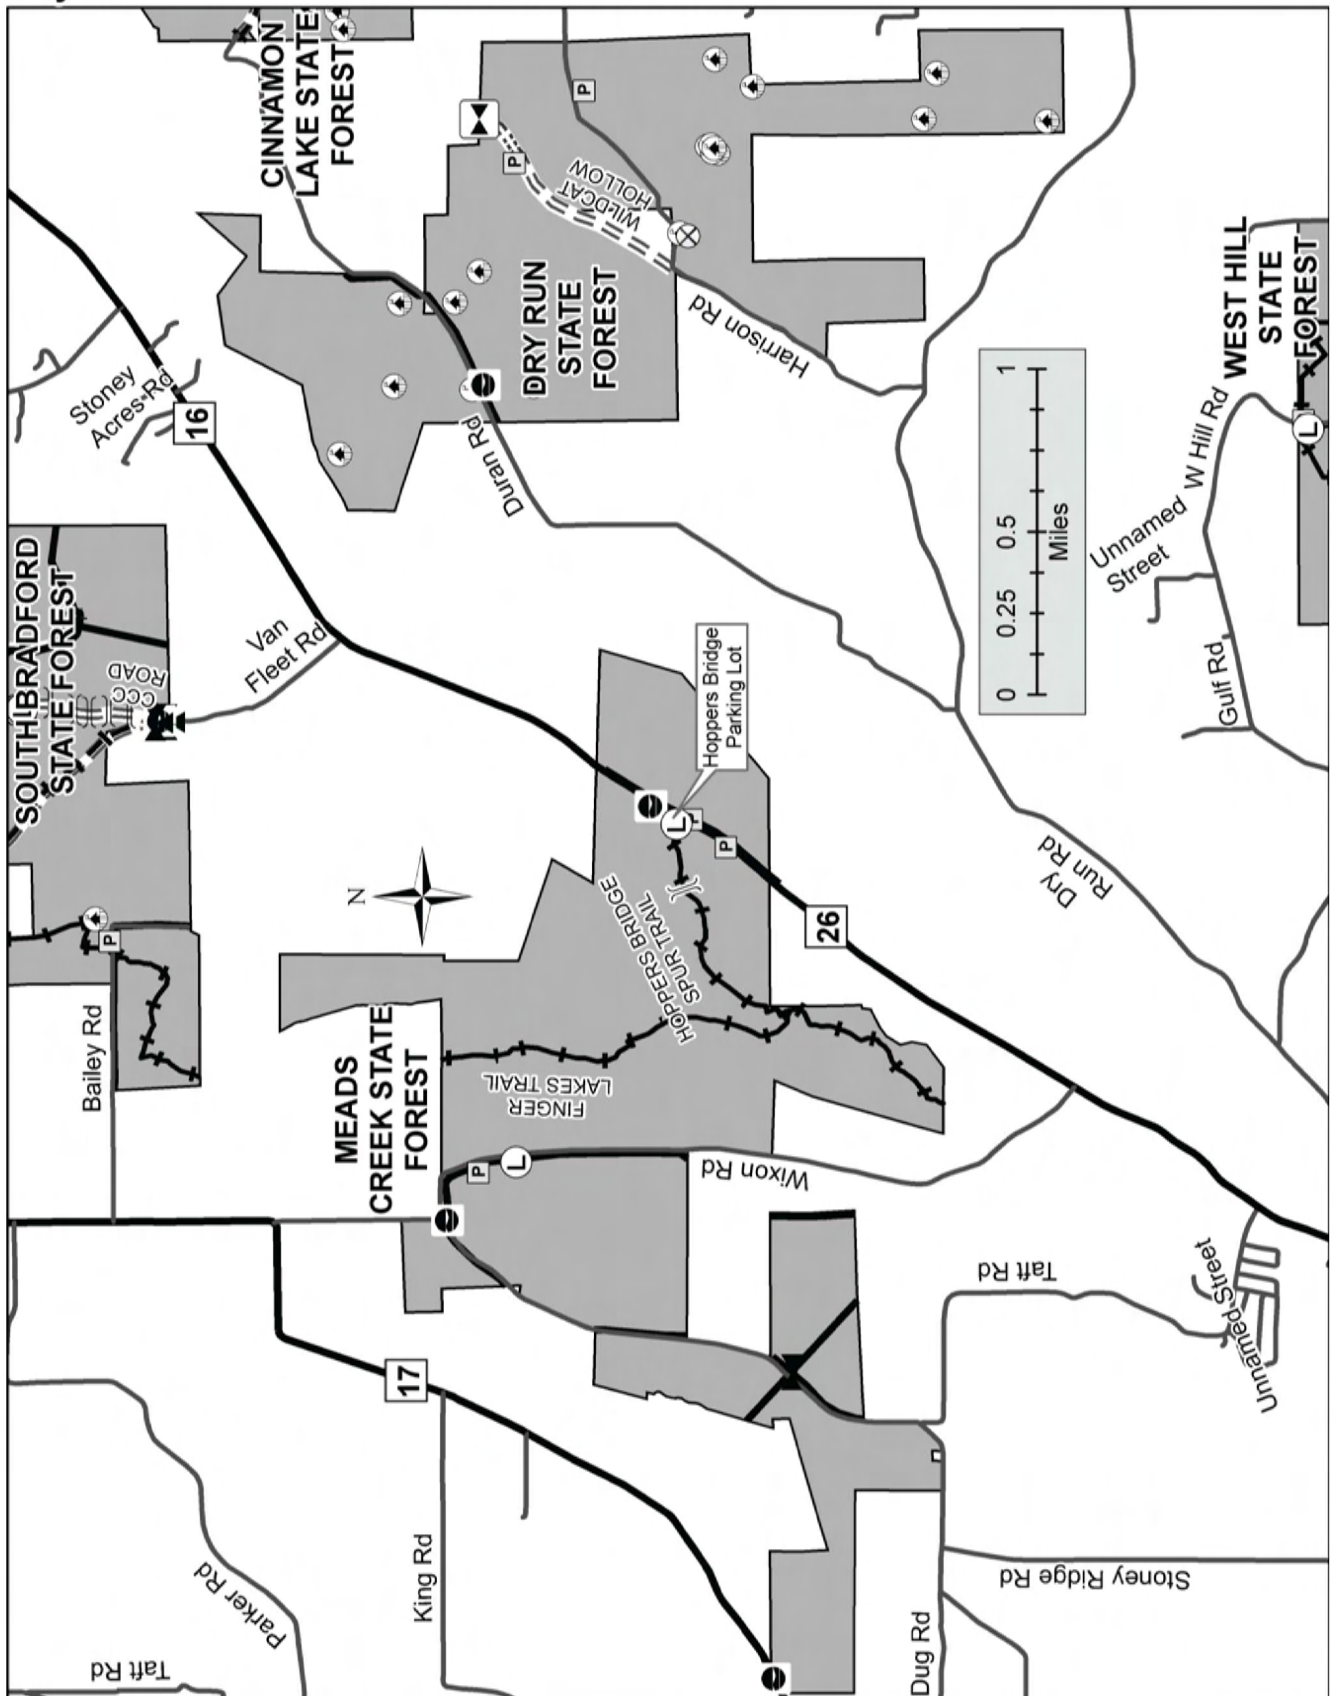 CINNAMON
LAKE STATE
FOREST
Stoney
Acres Rd
16
P
P
WILDCAT
HOLLOW
DRY RUN
STATE
FOREST
Harrison Rd
Duran Rd
WEST HILL
STATE
FOREST
W Hill Rd
L
Unnamed
Street
Gulf Rd
0 0.25 0.5 1
Miles
SOUTH BRADFORD
STATE FOREST
CCC
ROAD
Van
Fleet Rd
Hoppers Bridge
Parking Lot
L
P
P
26
Dry
Run Rd
N
HOPPERS BRIDGE
SPUR TRAIL
P
Bailey Rd
MEADS
CREEK STATE
FOREST
FINGER
LAKES TRAIL
P
L
Wixon Rd
Taft Rd
Unnamed Street
17
King Rd
Parker Rd
Taft Rd
Dug Rd
Stoney Ridge Rd